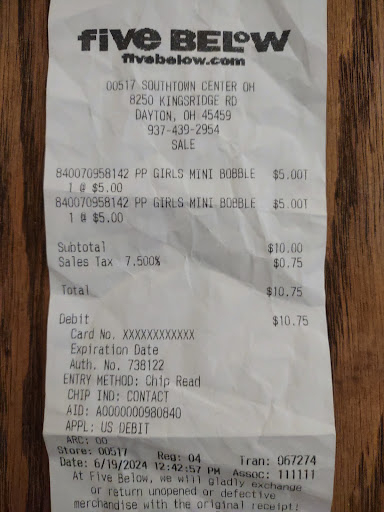 five BELOW
fivebelow.com
00517 SOUTHTOWN CENTER OH
8250 KINGSRIDGE RD
DAYTON, OH 45459
937-439-2954
SALE
840070958142 PP GIRLS MINI BOBBLE $5.00T
1 @ $5.00
840070958142 PP GIRLS MINI BOBBLE $5.00T
1 @ $5.00
Subtotal $10.00
Sales Tax 7.500% $0.75
Total $10.75
Debit $10.75
Card No. XXXXXXXXXXXX
Expiration Date
Auth. No. 738122
ENTRY METHOD: Chip Read
CHIP IND: CONTACT
AID: A0000000980840
APPL: US DEBIT
ARC: 00
Store: 00517 Reg: 04 Tran: 067274
Date: 6/19/2024 12:42:57 PM Assoc: 111111
At Five Below, we will gladly exchange
or return unopened or defective
merchandise with the original receipt;